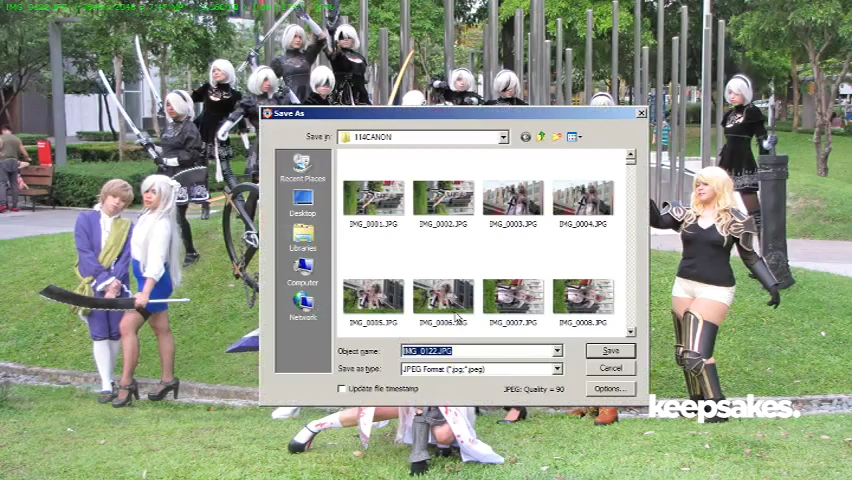 Save As
Save in:
114CANON
Recent Places
Desktop
Libraries
Computer
Network
IMG_0001.JPG
IMG_0002.JPG
IMG_0003.JPG
IMG_0004.JPG
IMG_0005.JPG
IMG_0006.JPG
IMG_0007.JPG
IMG_0008.JPG
Object name:
IMG_0122.JPG
Save
Save as type:
JPEG Format (*.jpg;*.jpeg)
Cancel
Update file timestamp
JPEG: Quality = 90
Options...
keepsakes.